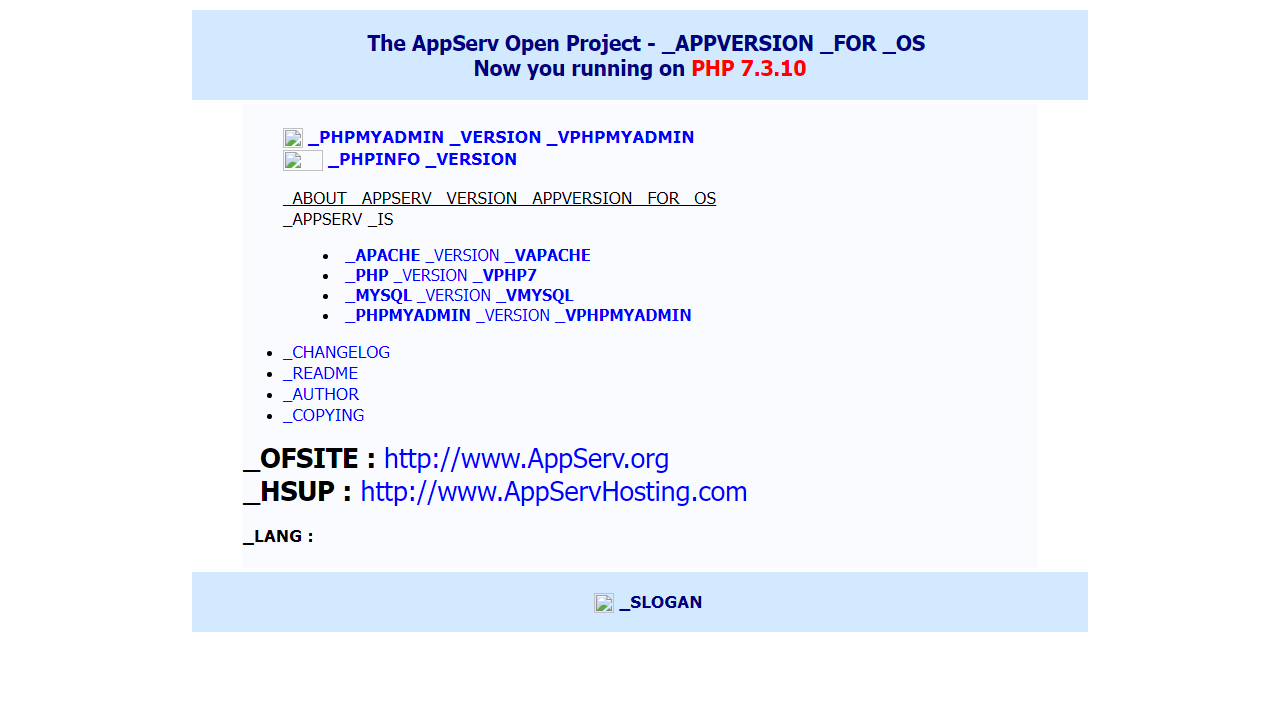 The AppServ Open Project - _APPVERSION _FOR _OS
Now you running on PHP 7.3.10
_PHPMYADMIN _VERSION _VPHPMYADMIN
_PHPINFO _VERSION
_ABOUT _APPSERV _VERSION _APPVERSION _FOR _OS
_APPSERV _IS
• _APACHE _VERSION _VAPACHE
• _PHP _VERSION _VPHP7
• _MYSQL _VERSION _VMYSQL
• _PHPMYADMIN _VERSION _VPHPMYADMIN
• _CHANGELOG
• _README
• _AUTHOR
• _COPYING
_OFSITE : http://www.AppServ.org
_HSUP : http://www.AppServHosting.com
_LANG :
_SLOGAN